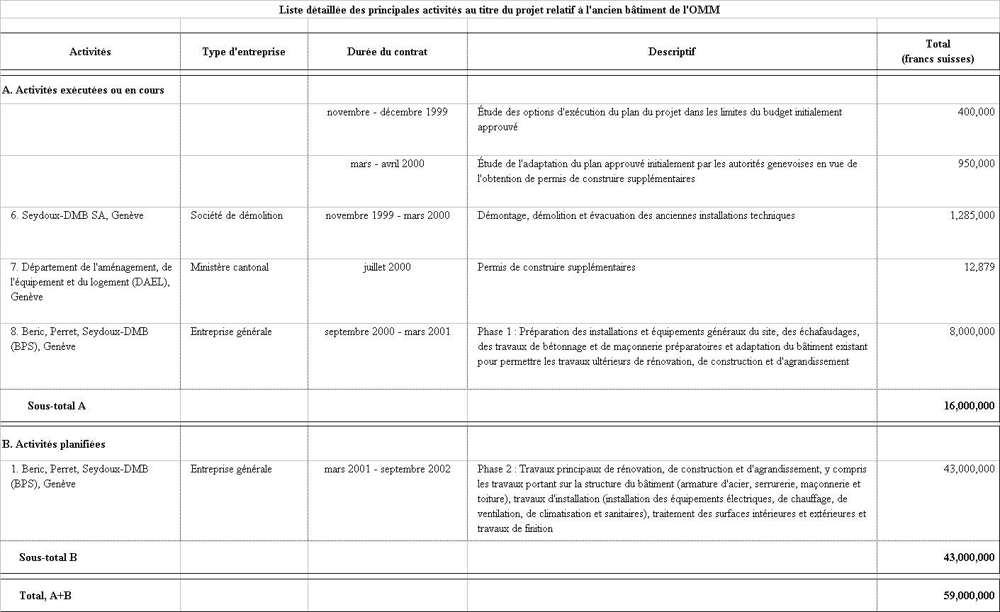 Liste détaillée des principales activités au titre du projet relatif à l'ancien bâtiment de l'OMM
Activités
Type d'entreprise
Durée du contrat
Descriptif
Total
(francs suisses)
A. Activités exécutées ou en cours
novembre - décembre 1999
Étude des options d'exécution du plan du projet dans les limites du budget initialement
approuvé
400,000
mars - avril 2000
Étude de l'adaptation du plan approuvé initialement par les autorités genevoises en vue de
l'obtention de permis de construire supplémentaires
950,000
6. Seydoux-DMB SA, Genève
Société de démolition
novembre 1999 - mars 2000
Démontage, démolition et évacuation des anciennes installations techniques
1,285,000
7. Département de l'aménagement, de
l'équipement et du logement (DAEL),
Genève
Ministère cantonal
juillet 2000
Permis de construire supplémentaires
12,879
8. Beric, Perret, Seydoux-DMB
(BPS), Genève
Entreprise générale
septembre 2000 - mars 2001
Phase 1 : Préparation des installations et équipements généraux du site, des échafaudages,
des travaux de bétonnage et de maçonnerie préparatoires et adaptation du bâtiment existant
pour permettre les travaux ultérieurs de rénovation, de construction et d'agrandissement
8,000,000
Sous-total A
16,000,000
B. Activités planifiées
1. Beric, Perret, Seydoux-DMB
(BPS), Genève
Entreprise générale
mars 2001 - septembre 2002
Phase 2 : Travaux principaux de rénovation, de construction et d'agrandissement, y compris
les travaux portant sur la structure du bâtiment (armature d'acier, serrurerie, maçonnerie et
toiture), travaux d'installation (installation des équipements électriques, de chauffage, de
ventilation, de climatisation et sanitaires), traitement des surfaces intérieures et extérieures et
travaux de finition
43,000,000
Sous-total B
43,000,000
Total, A+B
59,000,000